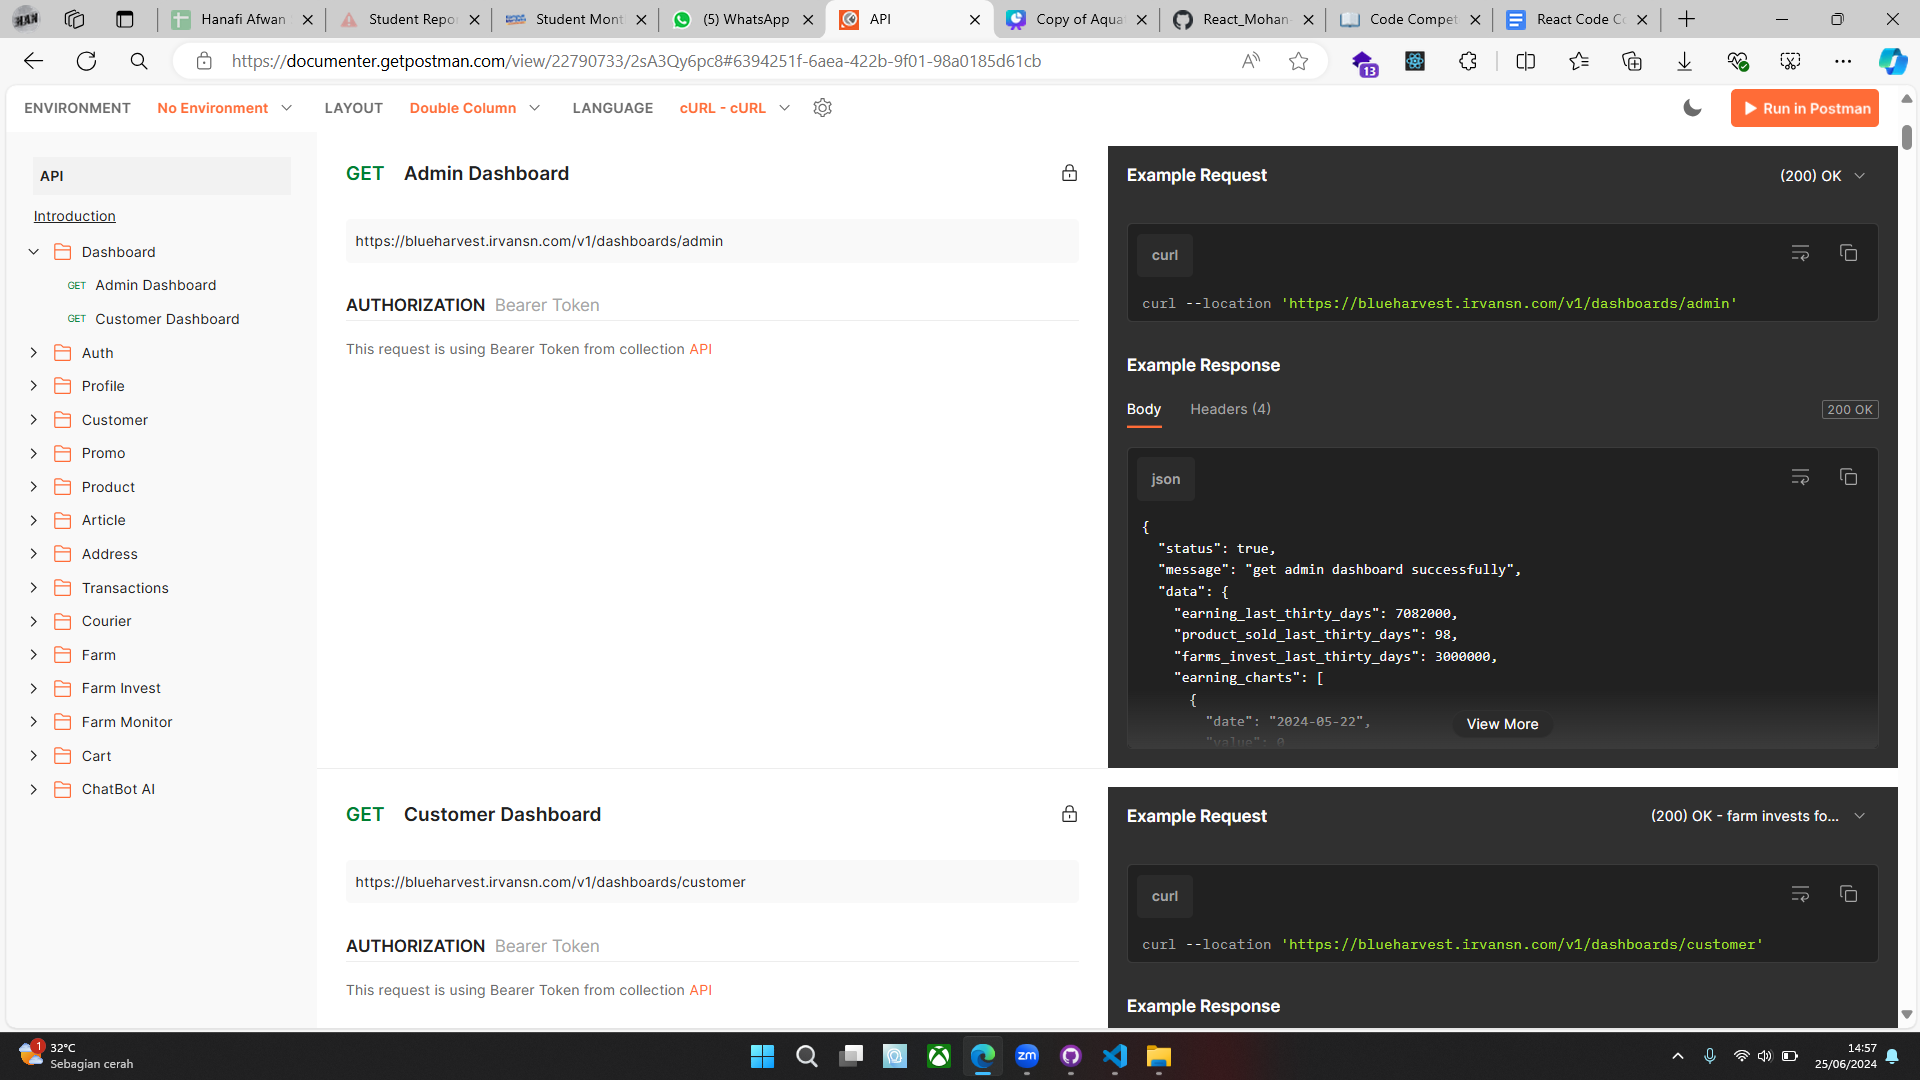 Hanafi Afwan
Student Repor
Student Mont
(5) WhatsApp
API
Copy of Aqua
React_Mohan
Code Compet
React Code Co
https://documenter.getpostman.com/view/22790733/2sA3Qy6pc8#6394251f-6aea-422b-9f01-98a0185d61cb
13
ENVIRONMENT No Environment LAYOUT Double Column LANGUAGE cURL - cURL
Run in Postman
API
Introduction
Dashboard
GET Admin Dashboard
GET Customer Dashboard
Auth
Profile
Customer
Promo
Product
Article
Address
Transactions
Courier
Farm
Farm Invest
Farm Monitor
Cart
ChatBot AI
GET Admin Dashboard
https://blueharvest.irvansn.com/v1/dashboards/admin
AUTHORIZATION Bearer Token
This request is using Bearer Token from collection API
Example Request
(200) OK
curl
curl --location 'https://blueharvest.irvansn.com/v1/dashboards/admin'
Example Response
Body Headers (4)
200 OK
json
{
"status": true,
"message": "get admin dashboard successfully",
"data": {
"earning_last_thirty_days": 7082000,
"product_sold_last_thirty_days": 98,
"farms_invest_last_thirty_days": 3000000,
"earning_charts": [
{
"date": "2024-05-22",
"value": 0
View More
GET Customer Dashboard
https://blueharvest.irvansn.com/v1/dashboards/customer
AUTHORIZATION Bearer Token
This request is using Bearer Token from collection API
Example Request
(200) OK - farm invests fo...
curl
curl --location 'https://blueharvest.irvansn.com/v1/dashboards/customer'
Example Response
1
32°C
Sebagian cerah
zm
14:57
25/06/2024